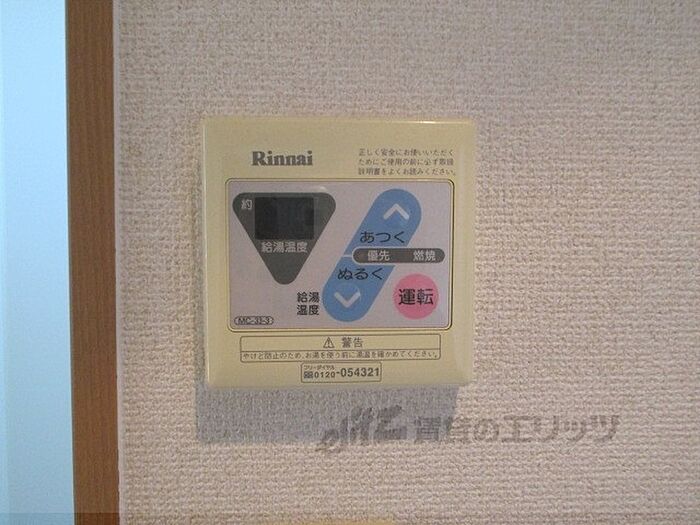 Rinnai
正しく安全にお使いいただく
ためにご使用の前に必ず取扱
説明書をよくお読みください。
約
給湯温度
あつく
優先 燃焼
ぬるく
給湯
温度
運転
MC-33-3
⚠ 警告
やけど防止のため、お湯を使う前に湯温を確かめてください。
フリーダイヤル
0120-054321
elitz 賃貸のエリッツ